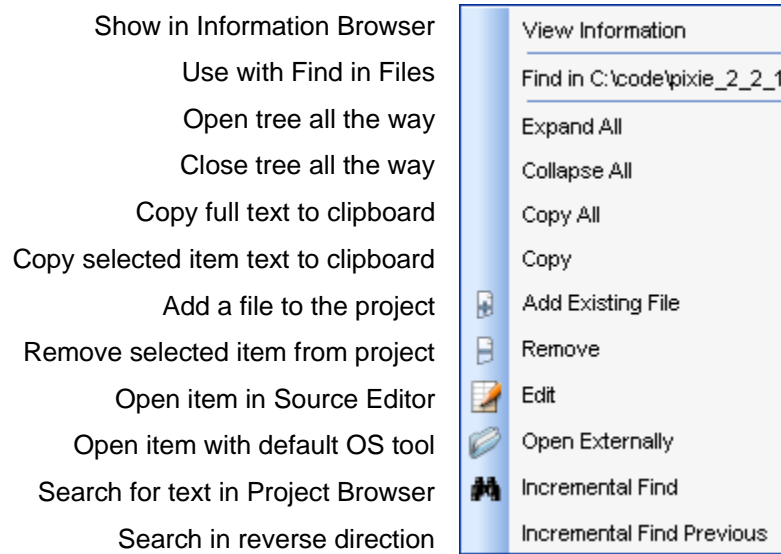 Show in Information Browser View Information
Use with Find in Files Find in C:\code\pixie_2_2_1
Open tree all the way Expand All
Close tree all the way Collapse All
Copy full text to clipboard Copy All
Copy selected item text to clipboard Copy
Add a file to the project Add Existing File
Remove selected item from project Remove
Open item in Source Editor Edit
Open item with default OS tool Open Externally
Search for text in Project Browser Incremental Find
Search in reverse direction Incremental Find Previous